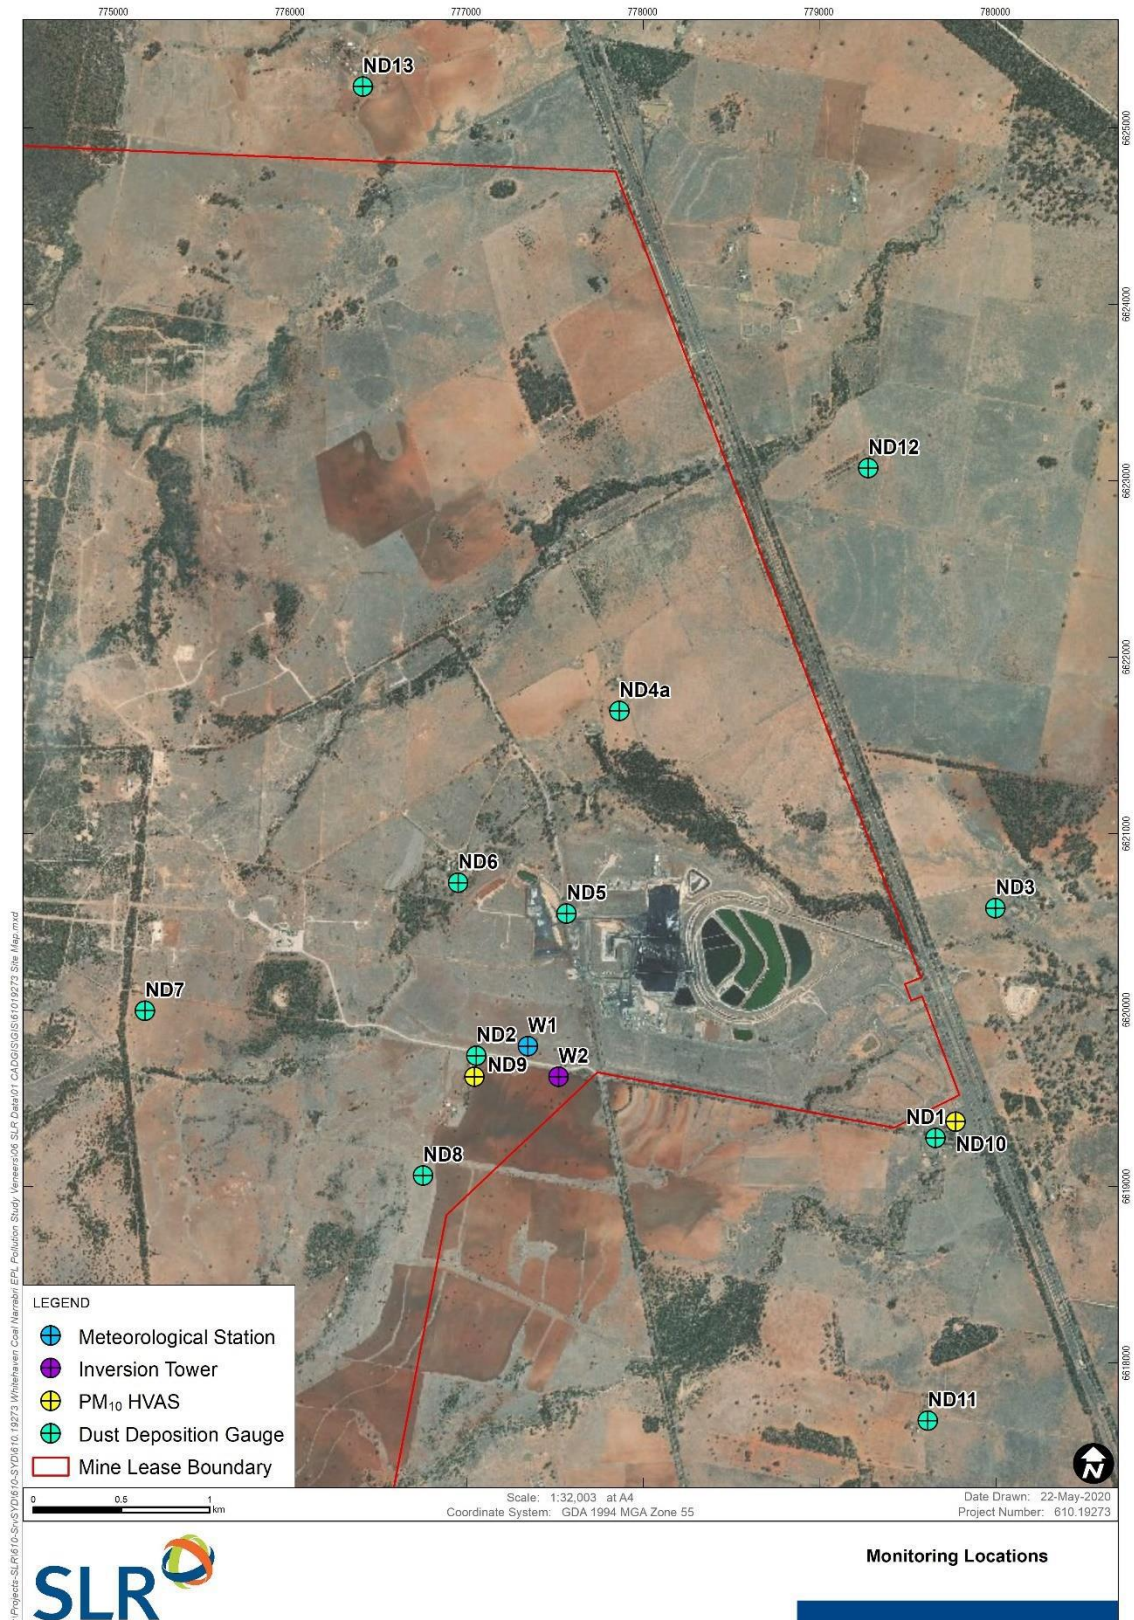 775000 776000 777000 778000 779000 780000
ND13
6625000
6624000
ND12
6623000
6622000
ND4a
6621000
ND6
ND5
ND3
ND7
6620000
W1
ND2
W2
ND9
ND1
ND10
ND8
6619000
6618000
ND11
LEGEND
Meteorological Station
Inversion Tower
PM₁₀ HVAS
Dust Deposition Gauge
Mine Lease Boundary
N
0 0.5 1
km
Scale: 1:32,003 at A4
Coordinate System: GDA 1994 MGA Zone 55
Date Drawn: 22-May-2020
Project Number: 610.19273
SLR
Monitoring Locations